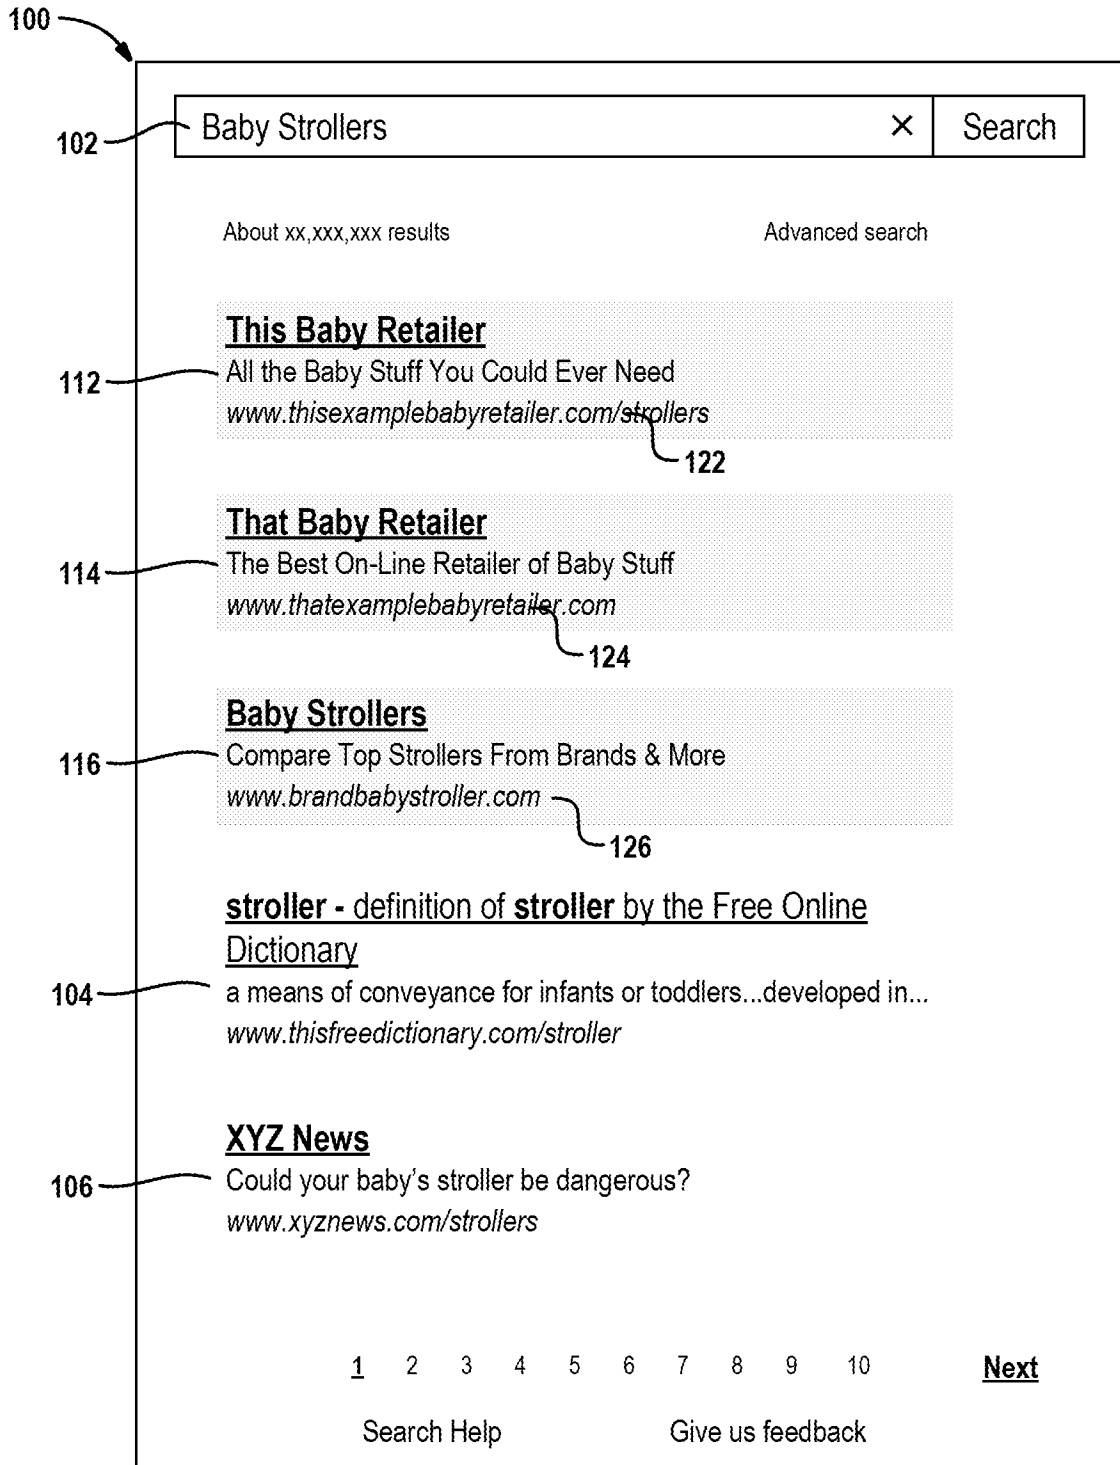 100
102 Baby Strollers × Search
About xx,xxx,xxx results Advanced search
This Baby Retailer
112 All the Baby Stuff You Could Ever Need
www.thisexamplebabyretailer.com/strollers
122
That Baby Retailer
114 The Best On-Line Retailer of Baby Stuff
www.thatexamplebabyretailer.com
124
Baby Strollers
116 Compare Top Strollers From Brands & More
www.brandbabystroller.com
126
stroller - definition of stroller by the Free Online
Dictionary
104 a means of conveyance for infants or toddlers...developed in...
www.thisfreedictionary.com/stroller
XYZ News
106 Could your baby's stroller be dangerous?
www.xyznews.com/strollers
1 2 3 4 5 6 7 8 9 10 Next
Search Help Give us feedback